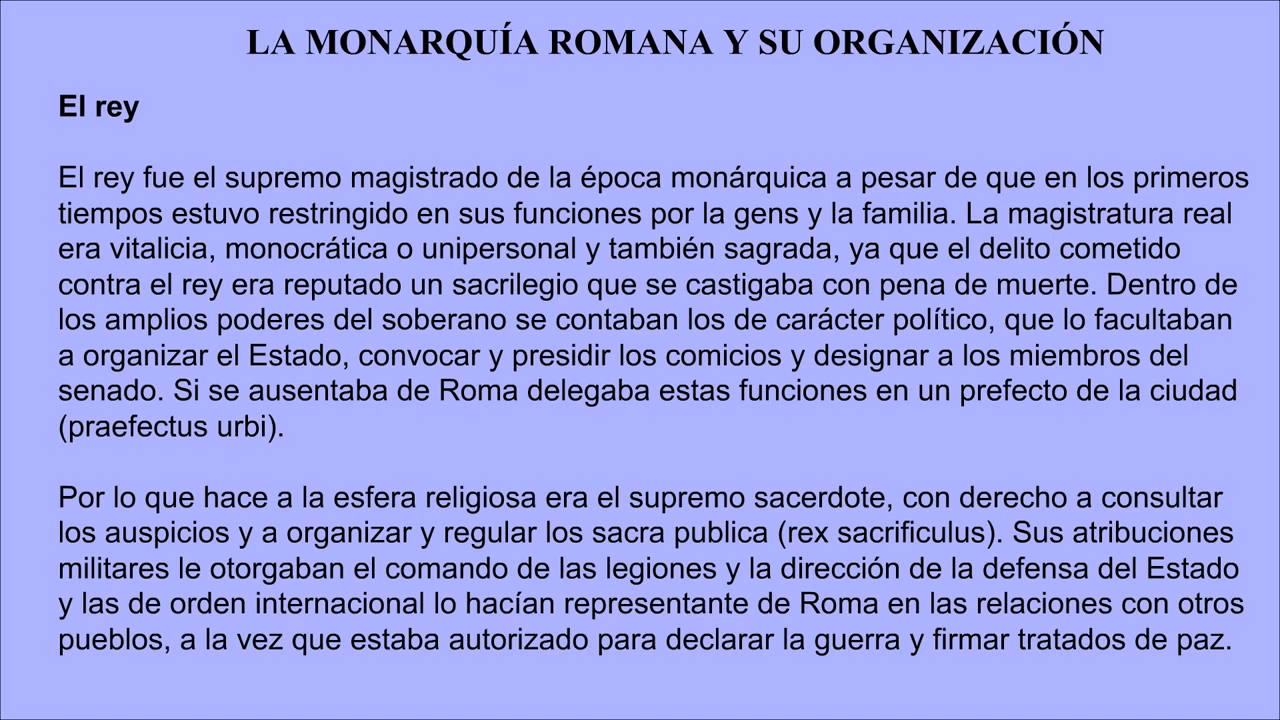 LA MONARQUÍA ROMANA Y SU ORGANIZACIÓN
El rey
El rey fue el supremo magistrado de la época monárquica a pesar de que en los primeros
tiempos estuvo restringido en sus funciones por la gens y la familia. La magistratura real
era vitalicia, monocrática o unipersonal y también sagrada, ya que el delito cometido
contra el rey era reputado un sacrilegio que se castigaba con pena de muerte. Dentro de
los amplios poderes del soberano se contaban los de carácter político, que lo facultaban
a organizar el Estado, convocar y presidir los comicios y designar a los miembros del
senado. Si se ausentaba de Roma delegaba estas funciones en un prefecto de la ciudad
(praefectus urbi).
Por lo que hace a la esfera religiosa era el supremo sacerdote, con derecho a consultar
los auspicios y a organizar y regular los sacra publica (rex sacrificulus). Sus atribuciones
militares le otorgaban el comando de las legiones y la dirección de la defensa del Estado
y las de orden internacional lo hacían representante de Roma en las relaciones con otros
pueblos, a la vez que estaba autorizado para declarar la guerra y firmar tratados de paz.